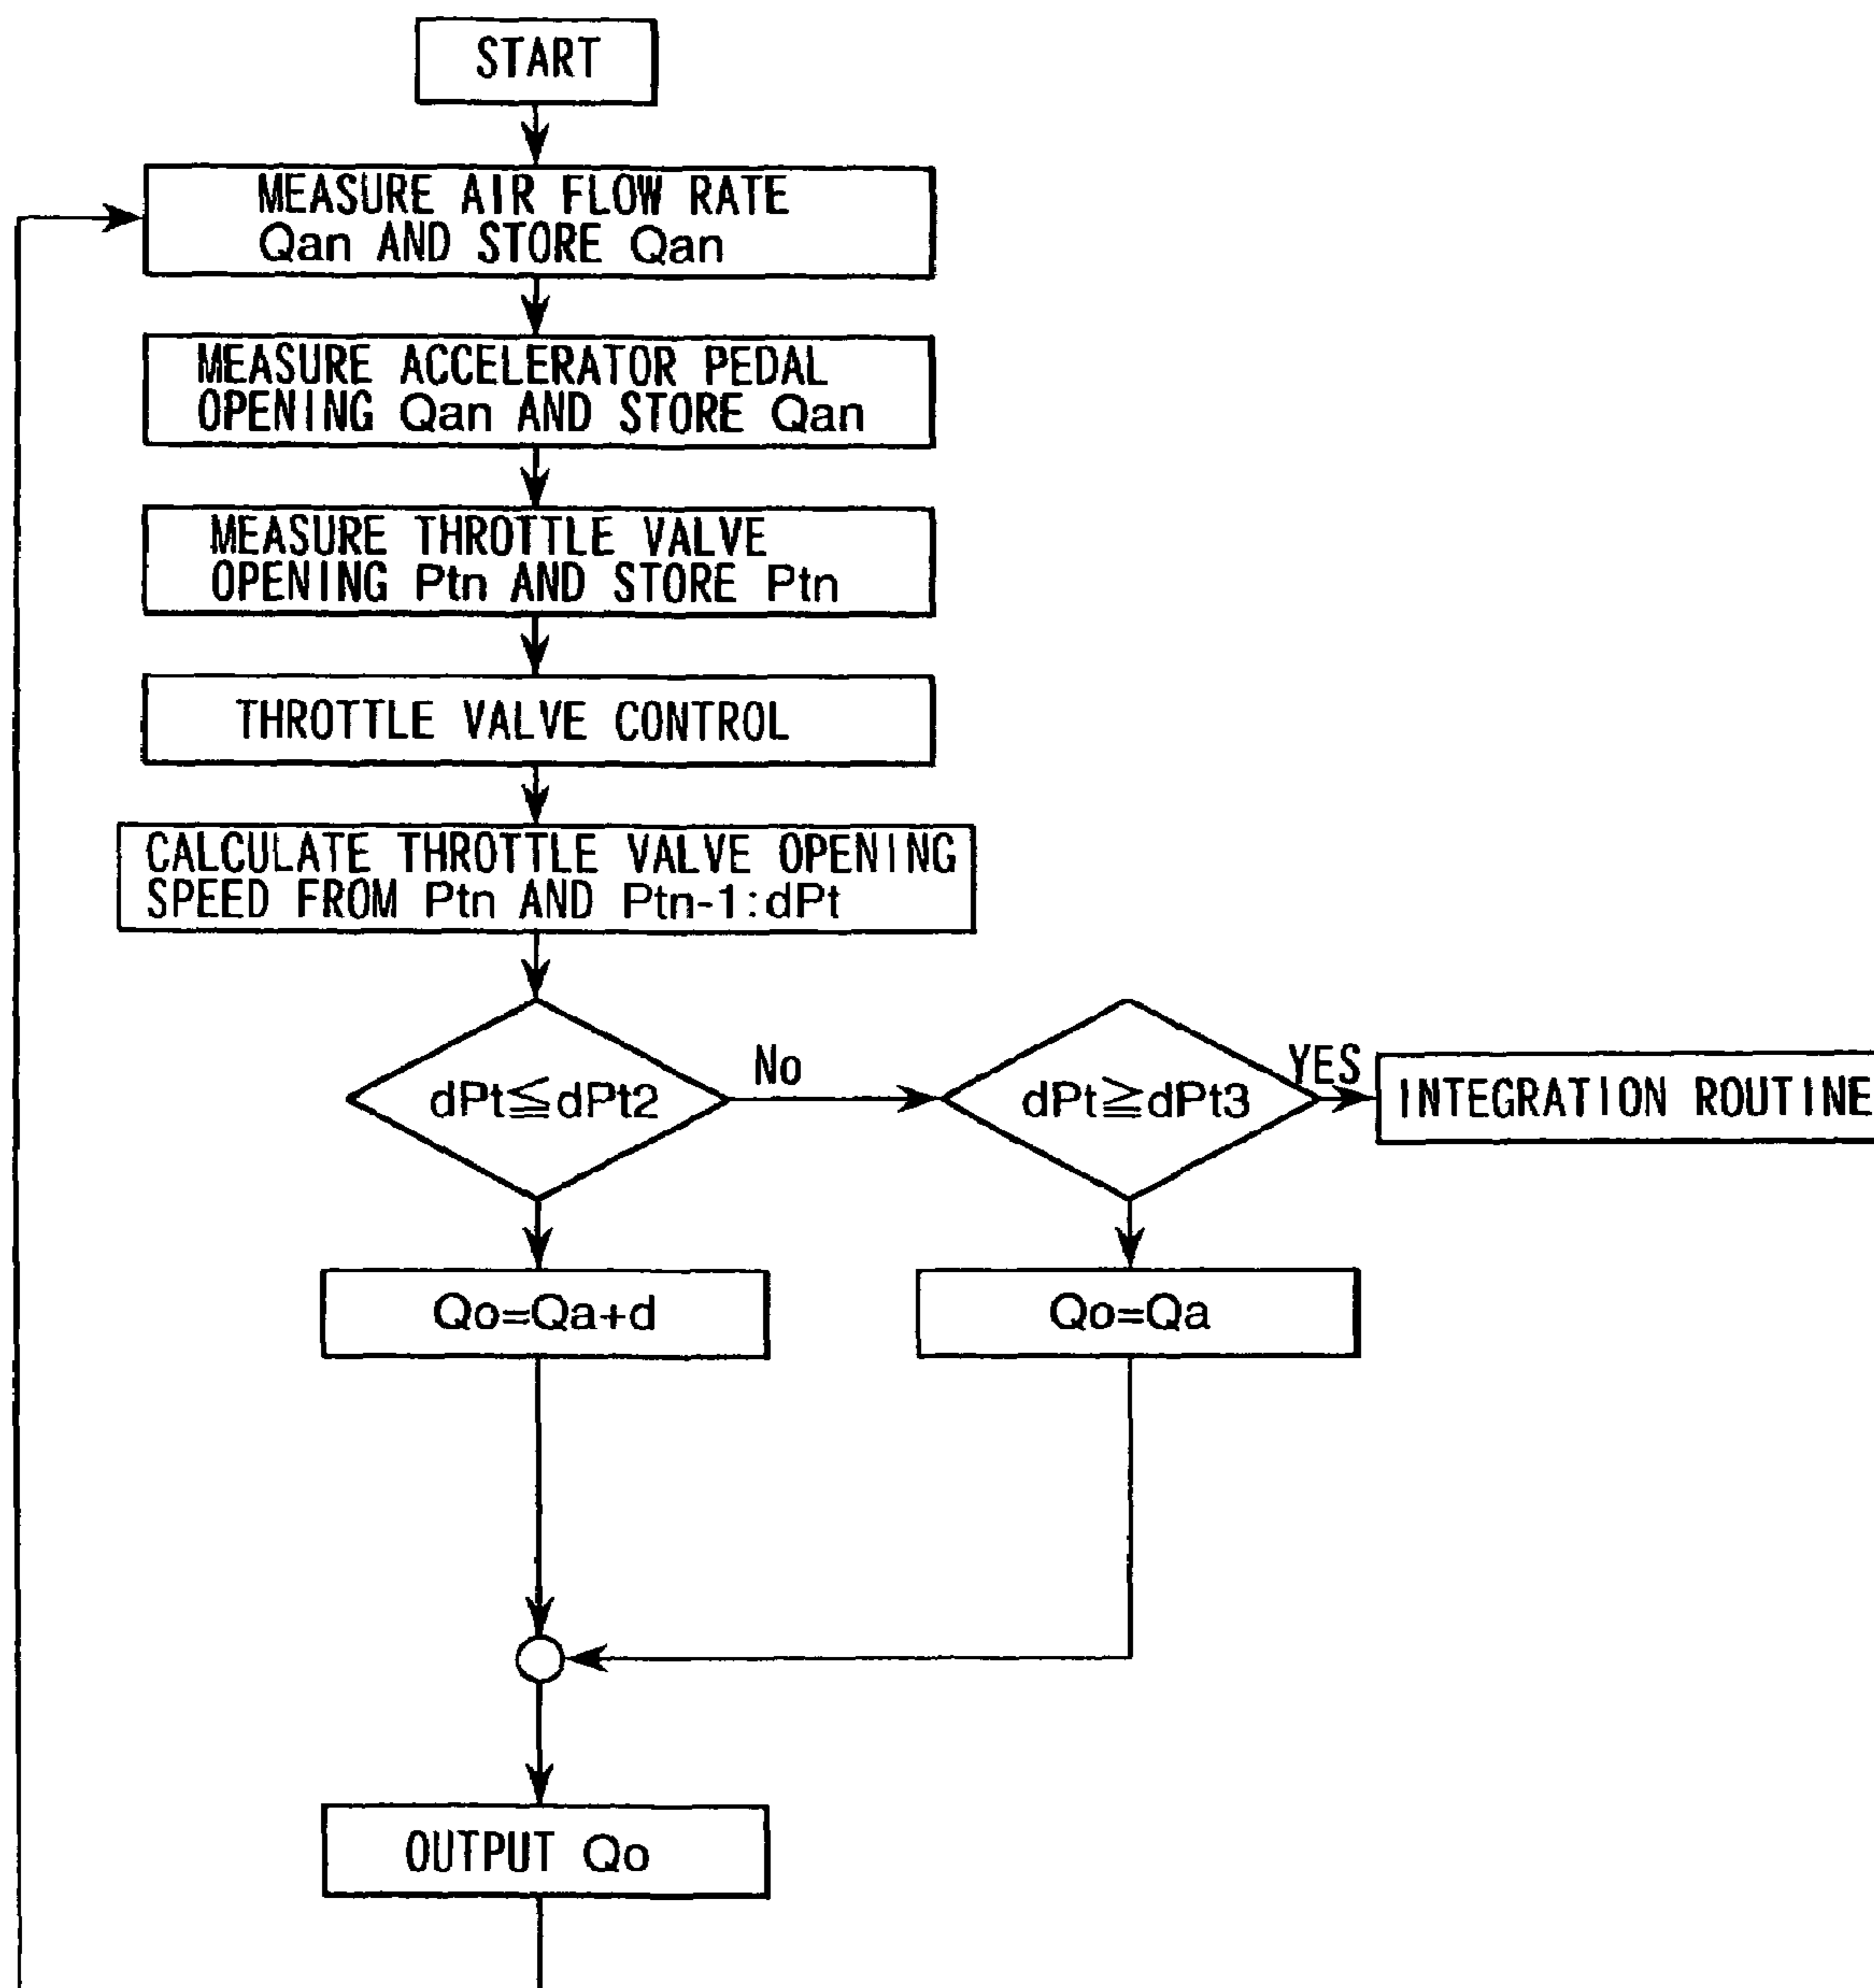 START
MEASURE AIR FLOW RATE
Qan AND STORE Qan
MEASURE ACCELERATOR PEDAL
OPENING Qan AND STORE Qan
MEASURE THROTTLE VALVE
OPENING Ptn AND STORE Ptn
THROTTLE VALVE CONTROL
CALCULATE THROTTLE VALVE OPENING
SPEED FROM Ptn AND Ptn-1:dPt
dPt≦dPt2
No
dPt≧dPt3
YES
INTEGRATION ROUTINE
Qo=Qa+d
Qo=Qa
OUTPUT Qo